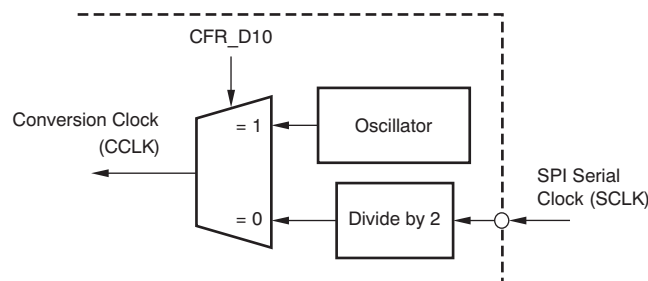 CFR_D10
Conversion Clock
(CCLK)
= 1
Oscillator
SPI Serial
Clock (SCLK)
= 0
Divide by 2